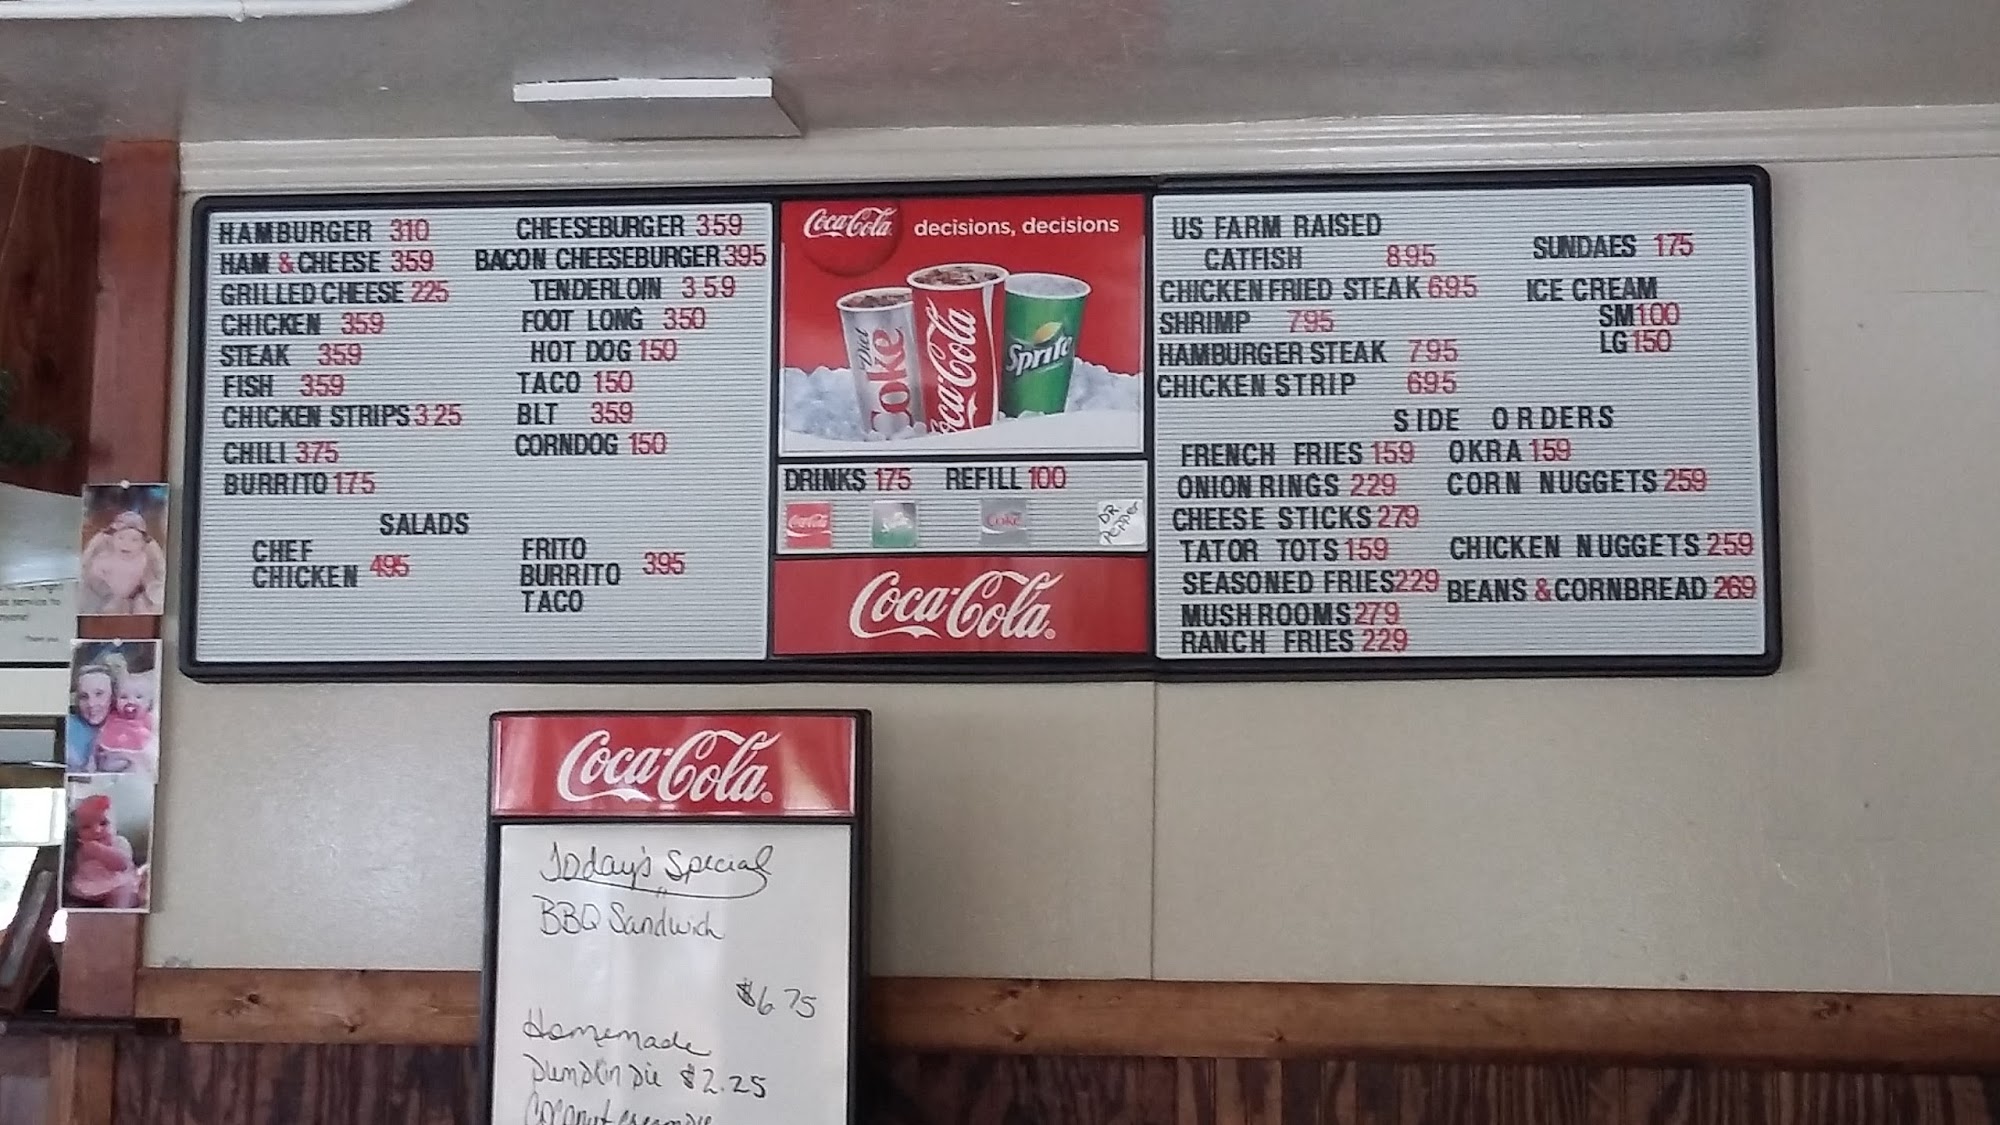 HAMBURGER 310
HAM & CHEESE 359
GRILLED CHEESE 225
CHICKEN 359
STEAK 359
FISH 359
CHICKEN STRIPS 325
CHILI 375
BURRITO 175
CHEESEBURGER 359
BACON CHEESEBURGER 395
TENDERLOIN 359
FOOT LONG 350
HOT DOG 150
TACO 150
BLT 359
CORNDOG 150
SALADS
CHEF
CHICKEN 495
FRITO
BURRITO 395
TACO
Coca-Cola decisions, decisions
Diet Coke
Coca-Cola
Sprite
DRINKS 175 REFILL 100
Coca-Cola
Coke
DR
PEPPER
Coca-Cola
US FARM RAISED
CATFISH 895
CHICKEN FRIED STEAK 695
SHRIMP 795
HAMBURGER STEAK 795
CHICKEN STRIP 695
SUNDAES 175
ICE CREAM
SM 100
LG 150
SIDE ORDERS
FRENCH FRIES 159
ONION RINGS 229
CHEESE STICKS 279
TATOR TOTS 159
SEASONED FRIES 229
MUSHROOMS 279
RANCH FRIES 229
OKRA 159
CORN NUGGETS 259
CHICKEN NUGGETS 259
BEANS & CORNBREAD 269
Coca-Cola
Today's Special
BBQ Sandwich
$6 75
Homemade
Pumpkin pie $2.25
Coconut cream pie